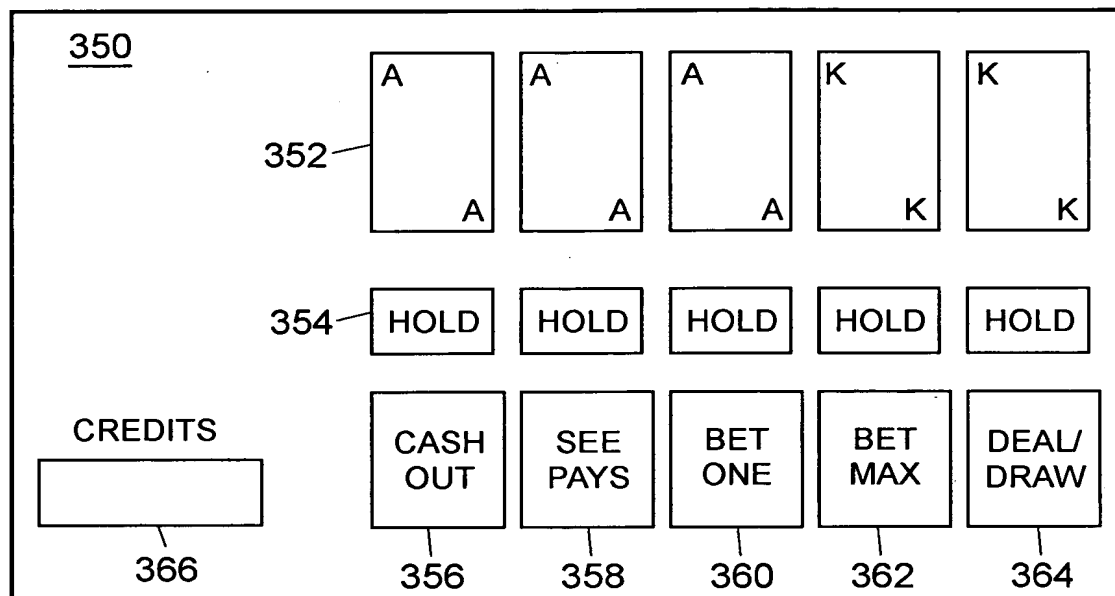 350
A A A K K
352
A A A K K
354 HOLD HOLD HOLD HOLD HOLD
CREDITS
CASH OUT
SEE PAYS
BET ONE
BET MAX
DEAL/ DRAW
366 356 358 360 362 364